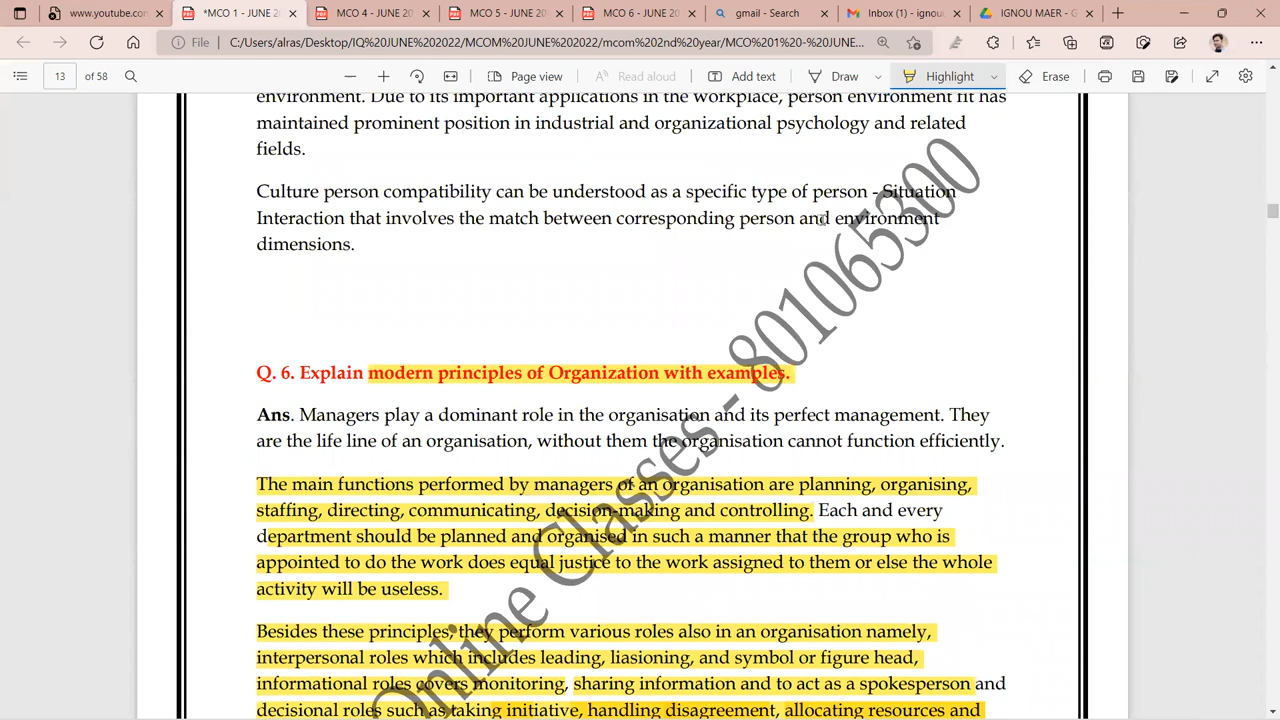 www.youtube.com
*MCO 1 - JUNE 20
MCO 4 - JUNE 20
MCO 5 - JUNE 20
MCO 6 - JUNE 20
gmail - Search
Inbox (1) - ignou
IGNOU MAER - G
File
C:/Users/alras/Desktop/IQ%20JUNE%202022/MCOM%20JUNE%202022/mcom%202nd%20year/MCO%201%20-%20JUNE...
13 of 58
Page view
Read aloud
Add text
Draw
Highlight
Erase
environment. Due to its important applications in the workplace, person environment fit has
maintained prominent position in industrial and organizational psychology and related
fields.
Culture person compatibility can be understood as a specific type of person - Situation
Interaction that involves the match between corresponding person and environment
dimensions.
Q. 6. Explain modern principles of Organization with examples.
Ans. Managers play a dominant role in the organisation and its perfect management. They
are the life line of an organisation, without them the organisation cannot function efficiently.
The main functions performed by managers of an organisation are planning, organising,
staffing, directing, communicating, decision-making and controlling. Each and every
department should be planned and organised in such a manner that the group who is
appointed to do the work does equal justice to the work assigned to them or else the whole
activity will be useless.
Besides these principles, they perform various roles also in an organisation namely,
interpersonal roles which includes leading, liasioning, and symbol or figure head,
informational roles covers monitoring, sharing information and to act as a spokesperson and
decisional roles such as taking initiative, handling disagreement, allocating resources and
Online Classes - 8010065300